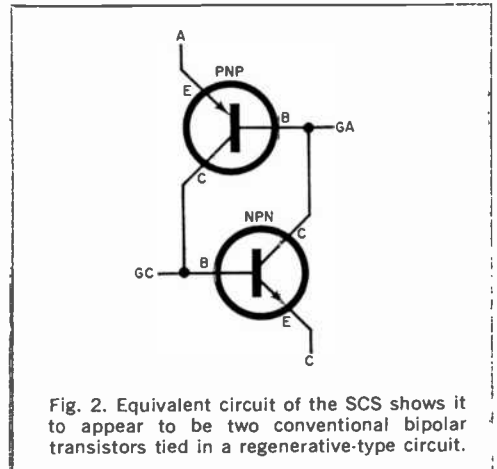 A
PNP
E
B
GA
C
NPN
C
GC
B
E
C
Fig. 2. Equivalent circuit of the SCS shows it
to appear to be two conventional bipolar
transistors tied in a regenerative-type circuit.